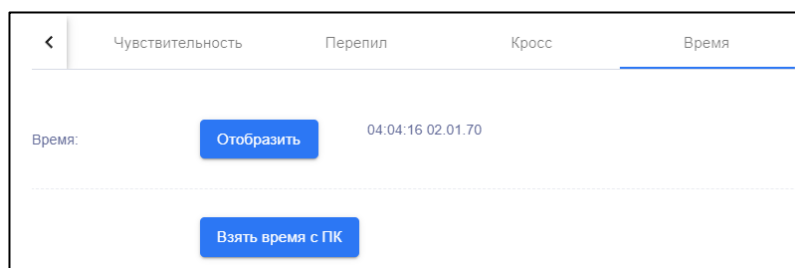 Чувствительность Перепил Кросс Время
Время: Отобразить 04:04:16 02.01.70
Взять время с ПК